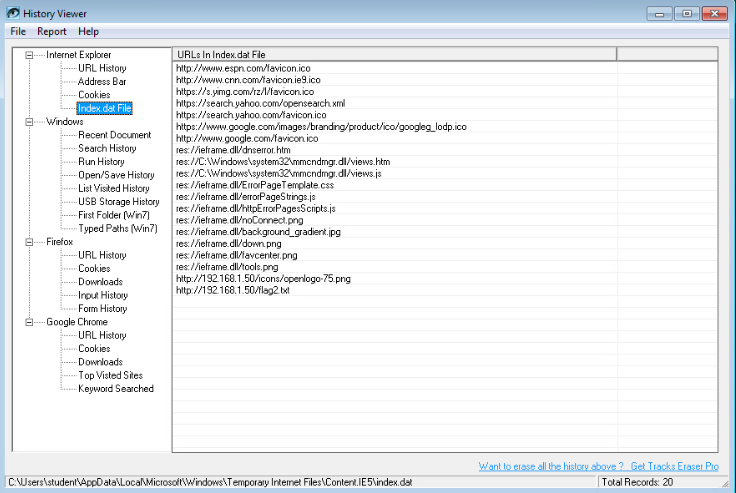 History Viewer
File Report Help
Internet Explorer
URL History
Address Bar
Cookies
Index.dat File
Windows
Recent Document
Search History
Run History
Open/Save History
List Visited History
USB Storage History
First Folder (Win7)
Typed Paths (Win7)
Firefox
URL History
Cookies
Downloads
Input History
Form History
Google Chrome
URL History
Cookies
Downloads
Top Visted Sites
Keyword Searched
URLs In Index.dat File
http://www.espn.com/favicon.ico
http://www.cnn.com/favicon.ie9.ico
https://s.yimg.com/rz/l/favicon.ico
https://search.yahoo.com/opensearch.xml
https://search.yahoo.com/favicon.ico
https://www.google.com/images/branding/product/ico/googleg_lodp.ico
http://www.google.com/favicon.ico
res://ieframe.dll/dnserror.htm
res://C:\Windows\system32\mmcndmgr.dll/views.htm
res://C:\Windows\system32\mmcndmgr.dll/views.js
res://ieframe.dll/ErrorPageTemplate.css
res://ieframe.dll/errorPageStrings.js
res://ieframe.dll/httpErrorPagesScripts.js
res://ieframe.dll/noConnect.png
res://ieframe.dll/background_gradient.jpg
res://ieframe.dll/down.png
res://ieframe.dll/favcenter.png
res://ieframe.dll/tools.png
http://192.168.1.50/icons/openlogo-75.png
http://192.168.1.50/flag2.txt
Want to erase all the history above ? Get Tracks Eraser Pro
C:\Users\student\AppData\Local\Microsoft\Windows\Temporary Internet Files\Content.IE5\index.dat Total Records: 20